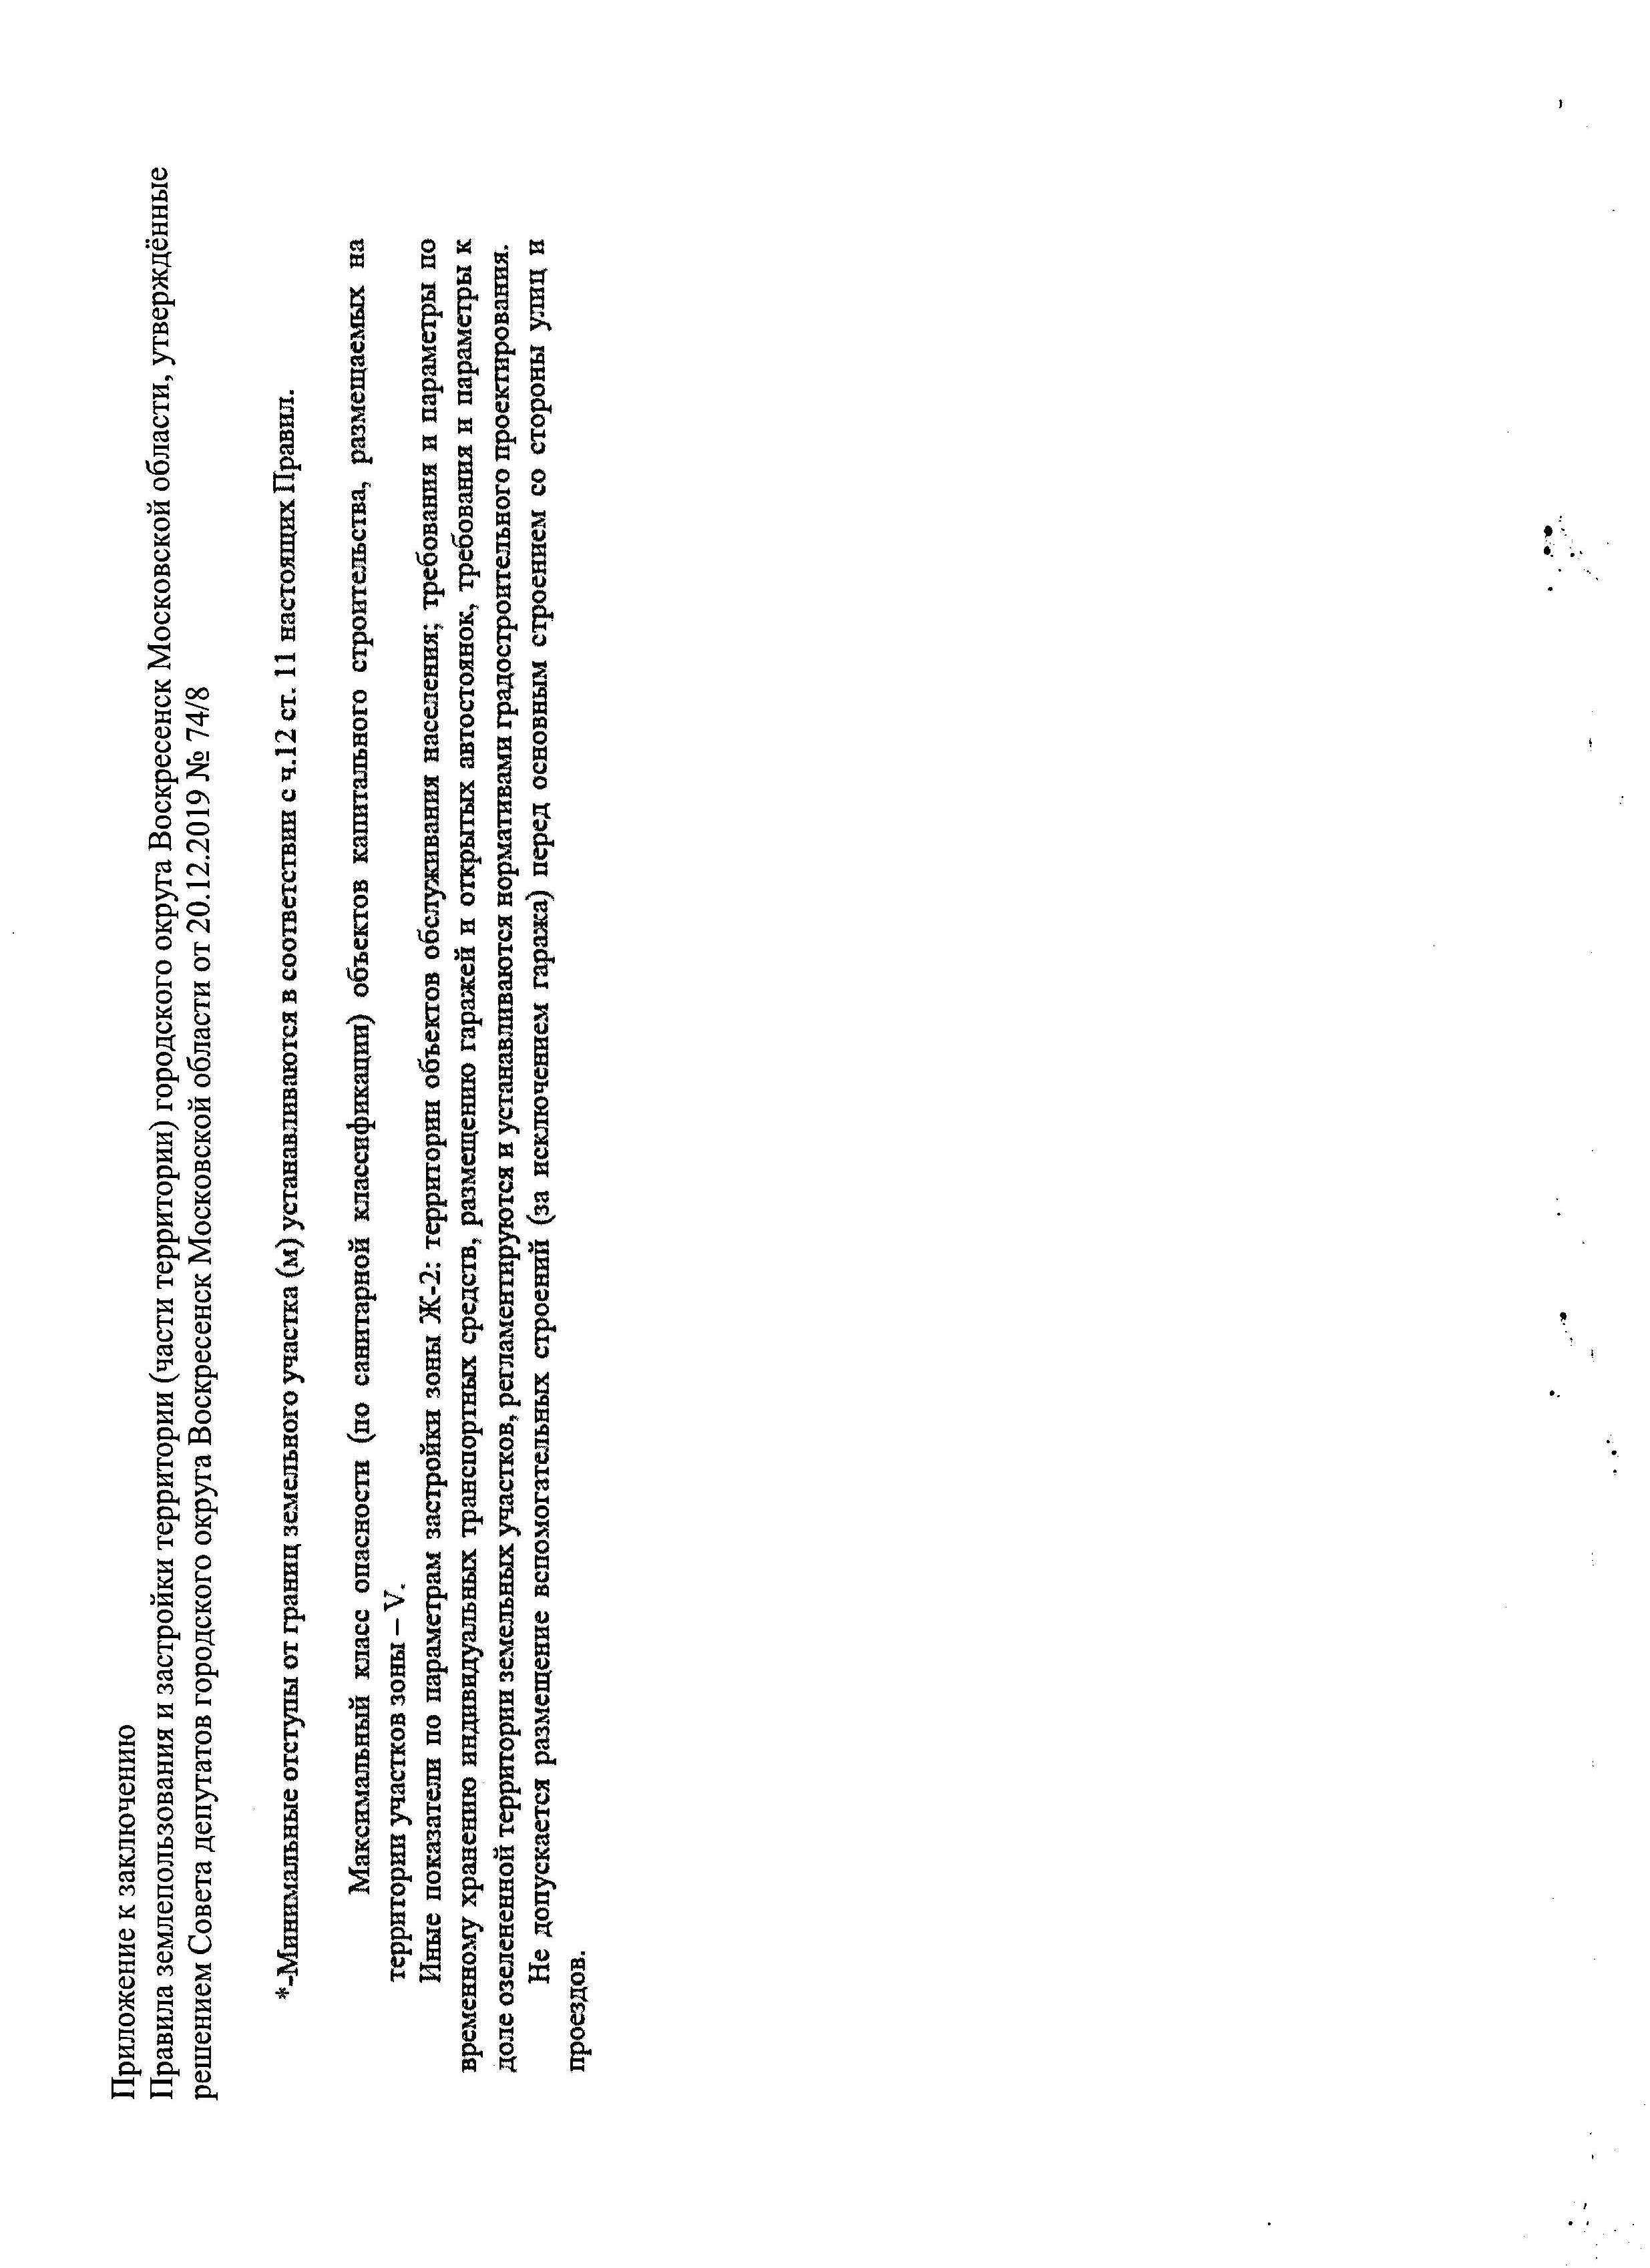 Приложение к заключению
Правила землепользования и застройки территории (части территории) городского округа Воскресенск Московской области, утверждённые
решением Совета депутатов городского округа Воскресенск Московской области от 20.12.2019 № 74/8
*-Минимальные отступы от границ земельного участка (м) устанавливаются в соответствии с ч.12 ст. 11 настоящих Правил.
Максимальный класс опасности (по санитарной классификации) объектов капитального строительства, размещаемых на
территории участков зоны – V.
Иные показатели по параметрам застройки зоны Ж-2: территории объектов обслуживания населения; требования и параметры по
временному хранению индивидуальных транспортных средств, размещению гаражей и открытых автостоянок, требования и параметры к
доле озелененной территории земельных участков, регламентируются и устанавливаются нормативами градостроительного проектирования.
Не допускается размещение вспомогательных строений (за исключением гаража) перед основным строением со стороны улиц и
проездов.